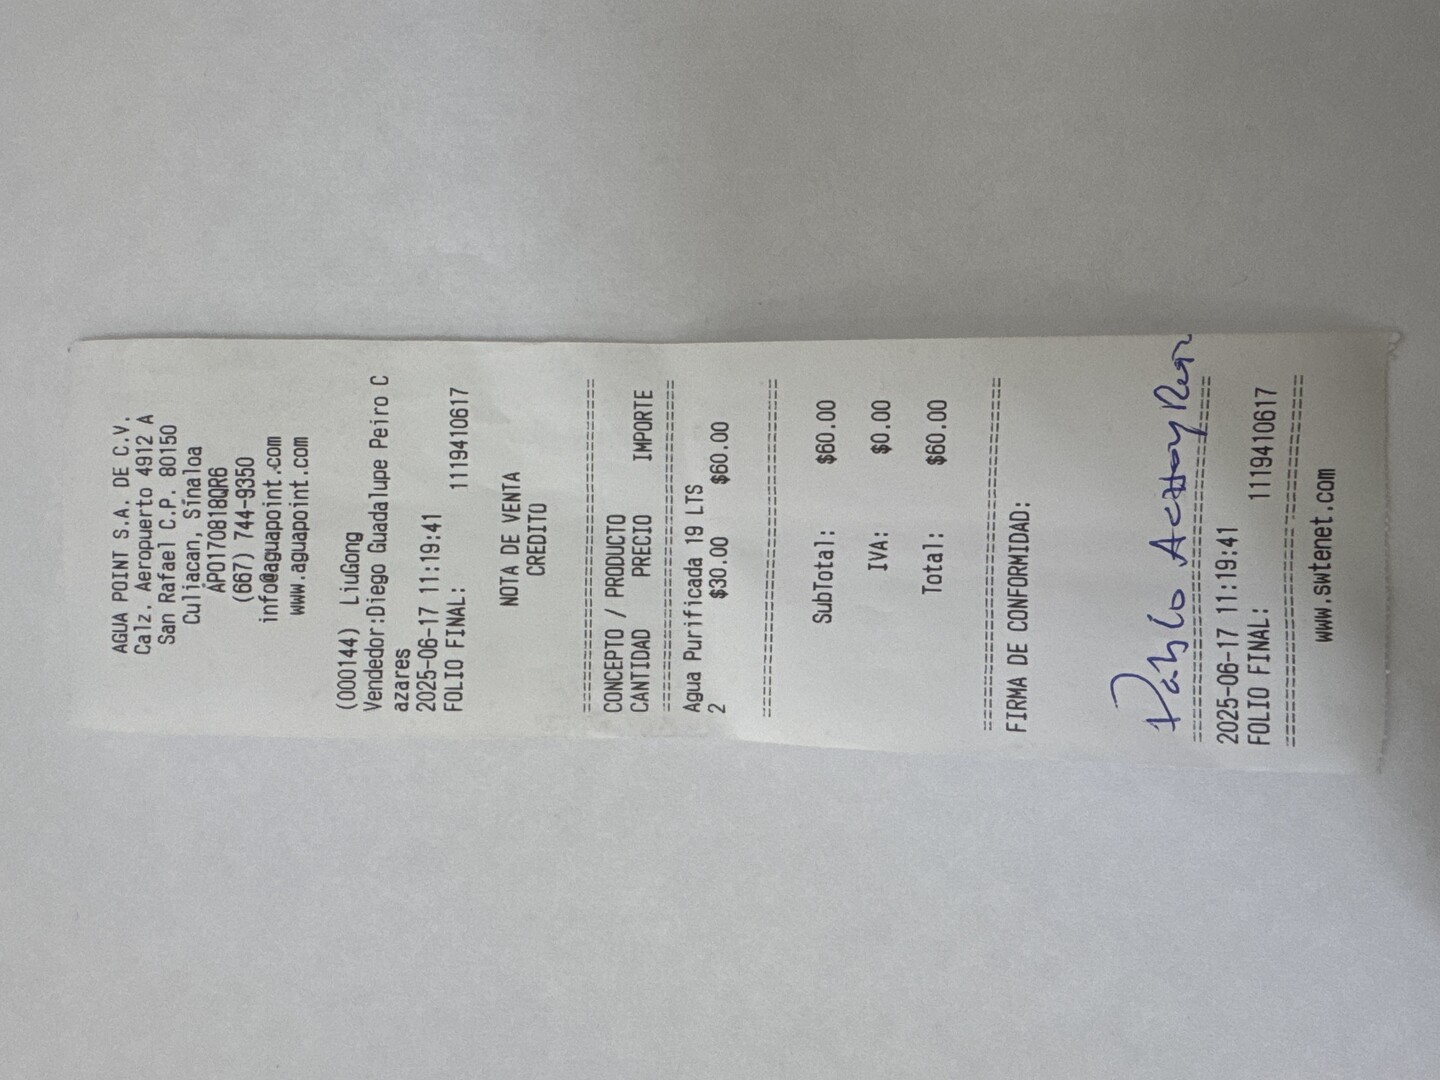 AGUA POINT S.A. DE C.V.
Calz. Aeropuerto 4912 A
San Rafael C.P. 80150
Culiacan, Sinaloa
APO170818QR6
(667) 744-9350
info@aguapoint.com
www.aguapoint.com
(000144) LiuGong
Vendedor:Diego Guadalupe Peiro C
azares
2025-06-17 11:19:41
FOLIO FINAL: 1119410617
NOTA DE VENTA
CREDITO
CONCEPTO / PRODUCTO
CANTIDAD PRECIO IMPORTE
Agua Purificada 19 LTS
2 $30.00 $60.00
SubTotal: $60.00
IVA: $0.00
Total: $60.00
FIRMA DE CONFORMIDAD:
Pablo
2025-06-17 11:19:41
FOLIO FINAL: 1119410617
www.swtenet.com